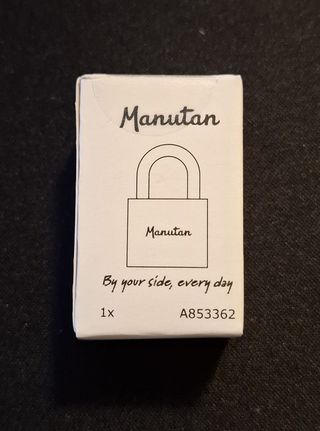 Manutan
Manutan
By your side, every day
1x A853362